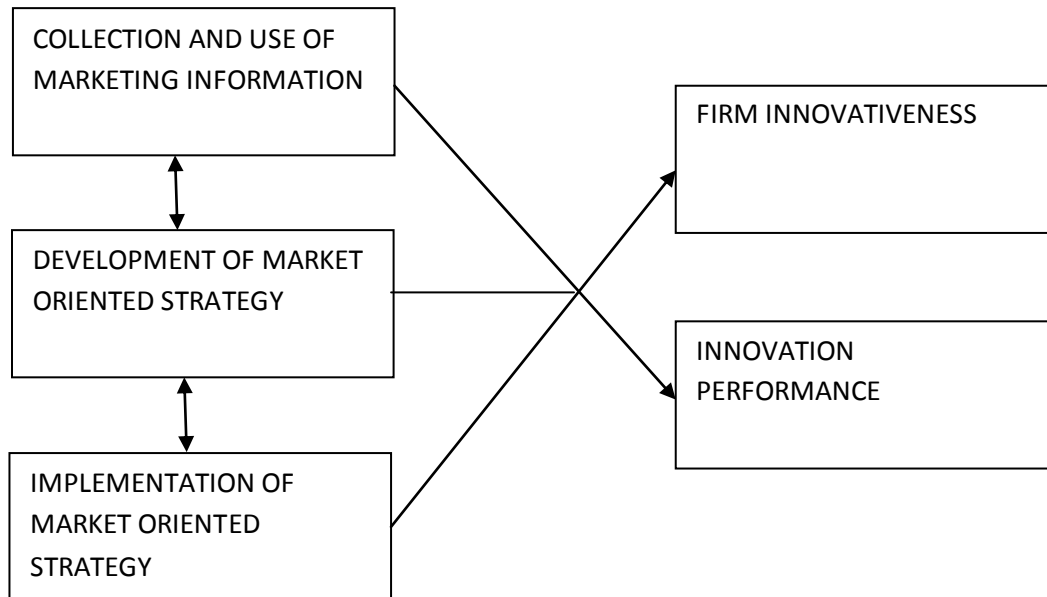 COLLECTION AND USE OF
MARKETING INFORMATION
FIRM INNOVATIVENESS
DEVELOPMENT OF MARKET
ORIENTED STRATEGY
INNOVATION
PERFORMANCE
IMPLEMENTATION OF
MARKET ORIENTED
STRATEGY